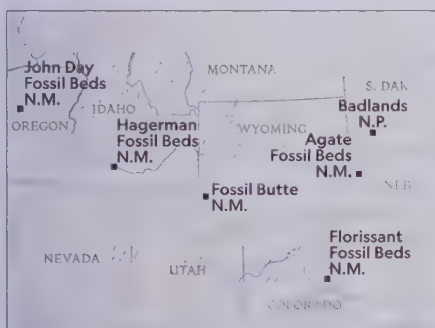 John Day
Fossil Beds
N.M.
MONTANA
S. DAK
IDAHO
OREGON
Badlands
N.P.
Hagerman
Fossil Beds
N.M.
WYOMING
Agate
Fossil Beds
N.M.
NEB
Fossil Butte
N.M.
Florissant
Fossil Beds
N.M.
NEVADA
UTAH
COLORADO